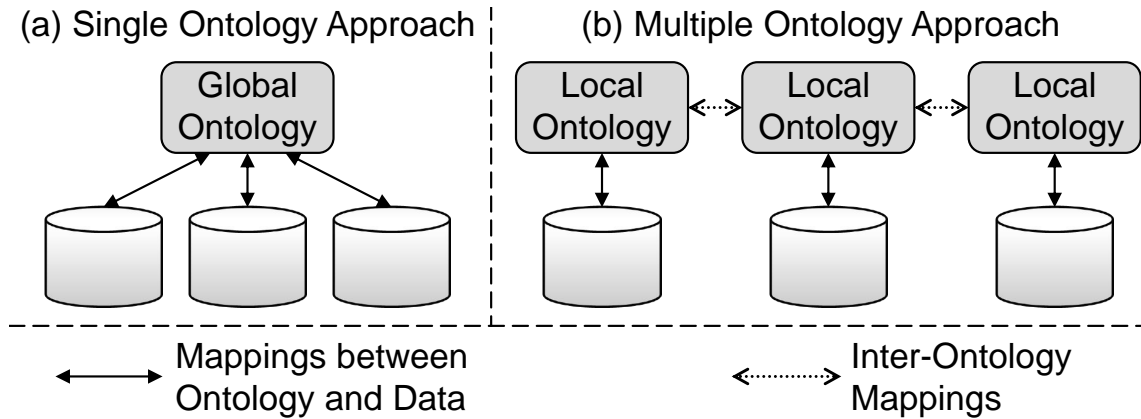 (a) Single Ontology Approach
(b) Multiple Ontology Approach
Global
Ontology
Local
Ontology
Local
Ontology
Local
Ontology
Mappings between
Ontology and Data
Inter-Ontology
Mappings